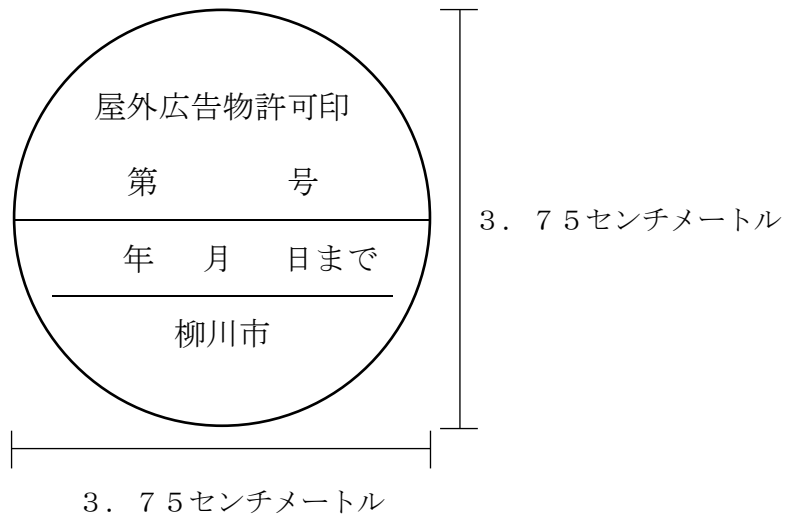 屋外広告物許可印
第　　　　号
年　月　日まで
柳川市
３．７５センチメートル
３．７５センチメートル